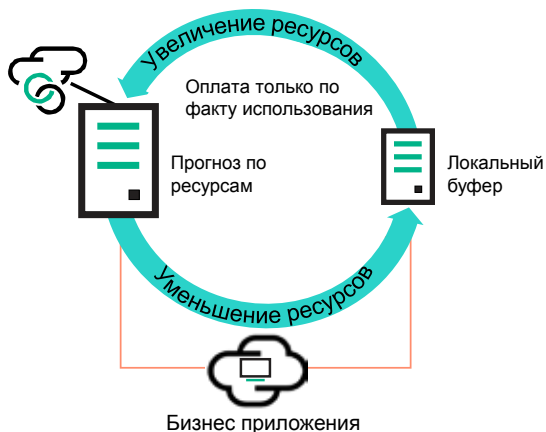 Увеличение ресурсов
Оплата только по
факту использования
Прогноз по
ресурсам
Локальный
буфер
Уменьшение ресурсов
Бизнес приложения